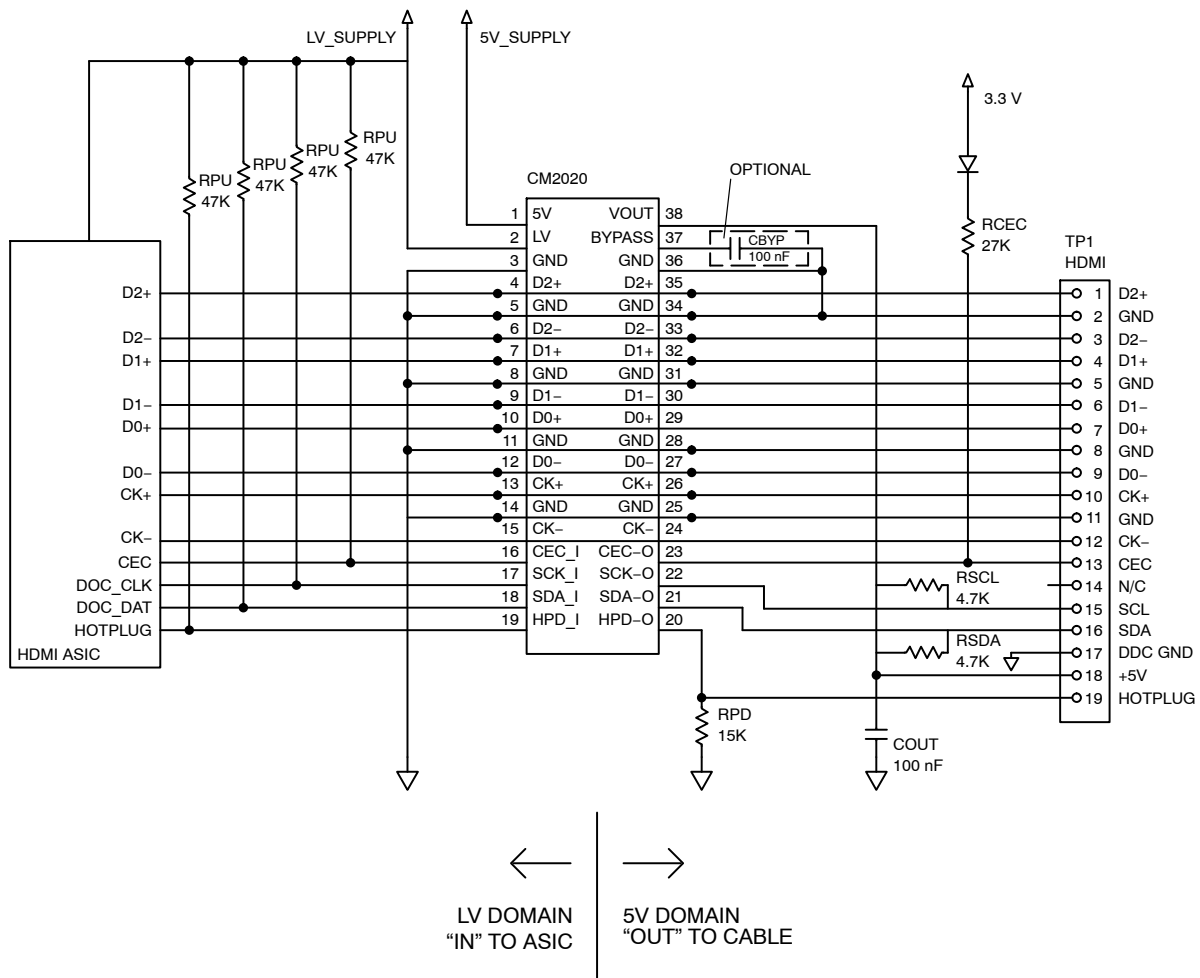 LV_SUPPLY
5V_SUPPLY
3.3 V
RPU
47K
RPU
47K
RPU
47K
RPU
47K
OPTIONAL
CM2020
CBYP
100 nF
RCEC
27K
TP1
HDMI
1 5V VOUT 38
2 LV BYPASS 37
3 GND GND 36
D2+ 4 D2+ D2+ 35 1 D2+
5 GND GND 34 2 GND
D2− 6 D2− D2− 33 3 D2−
D1+ 7 D1+ D1+ 32 4 D1+
8 GND GND 31 5 GND
D1− 9 D1− D1− 30 6 D1−
D0+ 10 D0+ D0+ 29 7 D0+
11 GND GND 28 8 GND
D0− 12 D0− D0− 27 9 D0−
CK+ 13 CK+ CK+ 26 10 CK+
14 GND GND 25 11 GND
CK− 15 CK− CK− 24 12 CK−
CEC 16 CEC_I CEC−O 23 13 CEC
DOC_CLK 17 SCK_I SCK−O 22 14 N/C
DOC_DAT 18 SDA_I SDA−O 21 15 SCL
HOTPLUG 19 HPD_I HPD−O 20 16 SDA
17 DDC GND
18 +5V
19 HOTPLUG
HDMI ASIC
RSCL
4.7K
RSDA
4.7K
RPD
15K
COUT
100 nF
LV DOMAIN
“IN” TO ASIC
5V DOMAIN
“OUT” TO CABLE